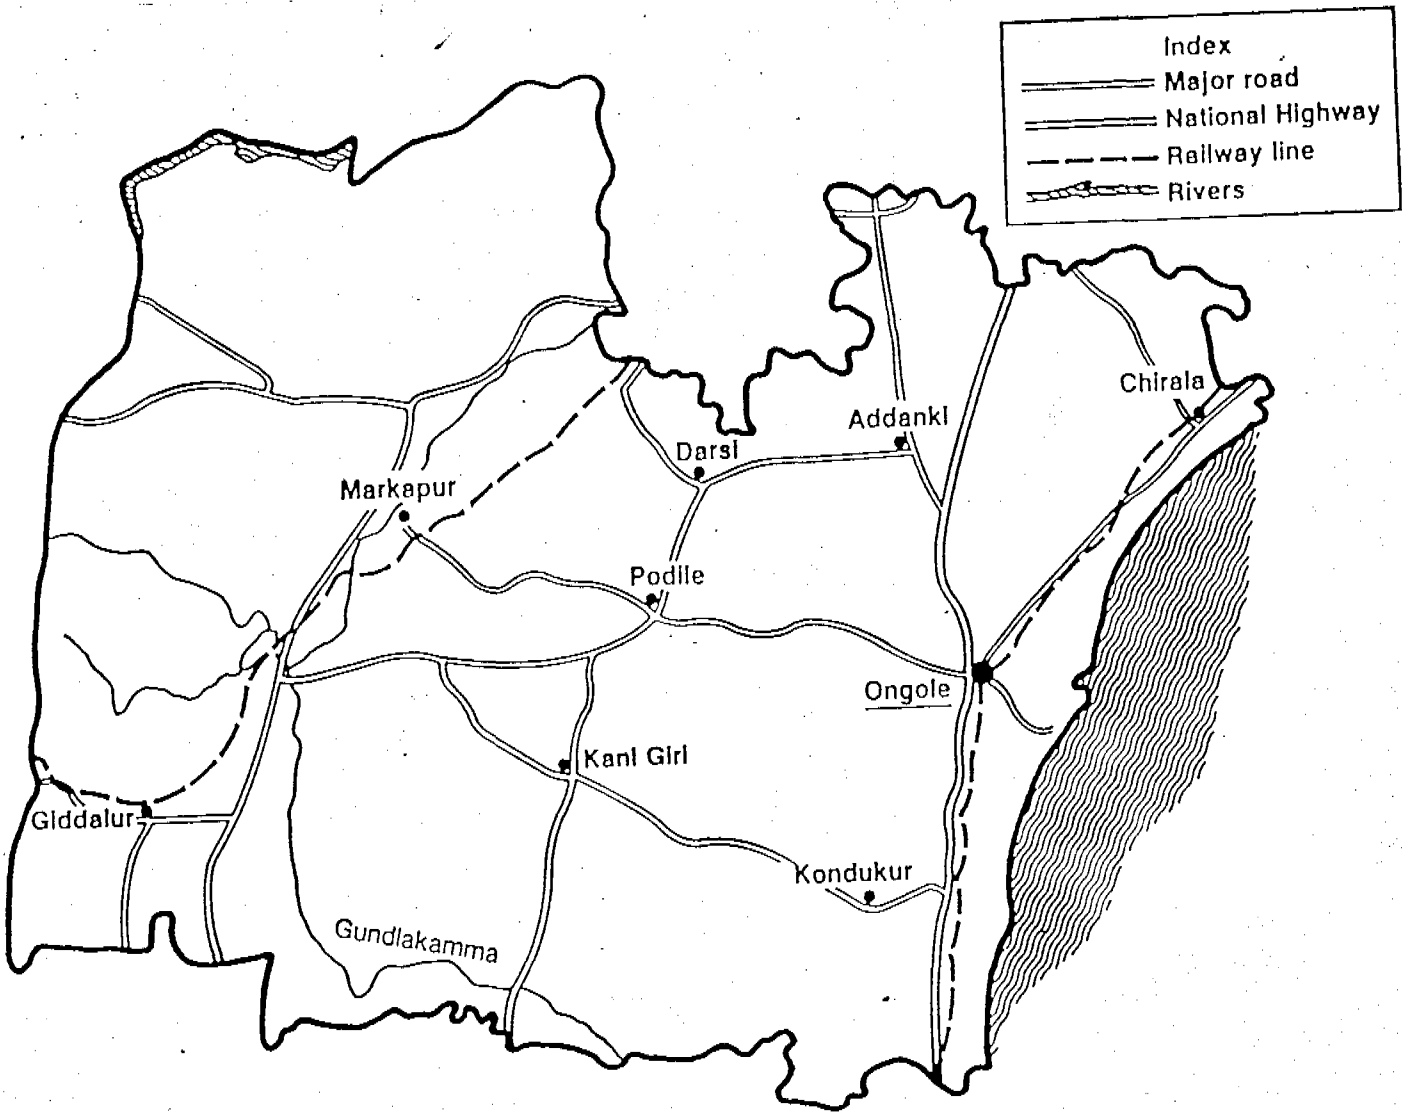 Index
Major road
National Highway
Railway line
Rivers
Chirala
Addanki
Darsi
Markapur
Podile
Ongole
Kani Giri
Giddalur
Kondukur
Gundlakamma